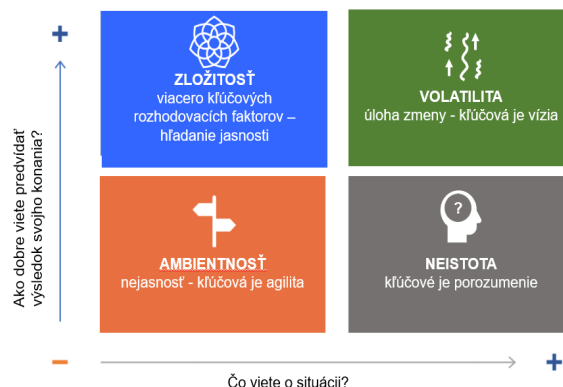 +
ZLOŽITOSŤ
viacero kľúčových
rozhodovacích faktorov –
hľadanie jasnosti
VOLATILITA
úloha zmeny - kľúčová je vízia
Ako dobre viete predvídať
výsledok svojho konania?
AMBIENTNOSŤ
nejasnosť - kľúčová je agilita
?
NEISTOTA
kľúčové je porozumenie
–
+
Čo viete o situácii?